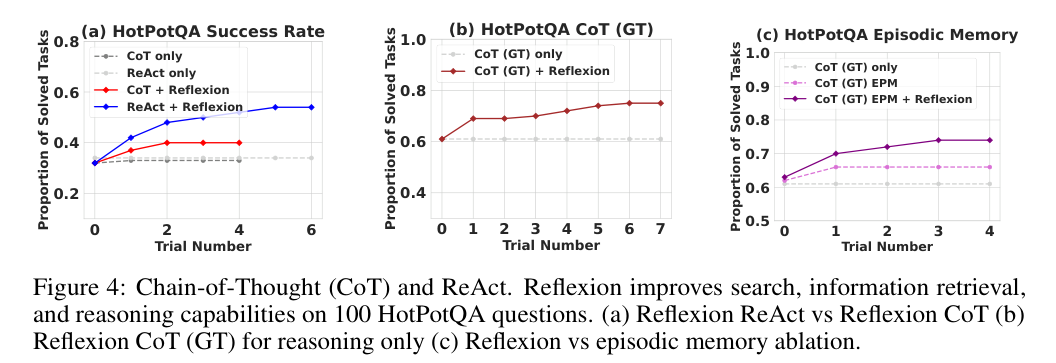 (a) HotPotQA Success Rate
Proportion of Solved Tasks
0.8
0.6
0.4
0.2
CoT only
ReAct only
CoT + Reflexion
ReAct + Reflexion
0 2 4 6
Trial Number
(b) HotPotQA CoT (GT)
Proportion of Solved Tasks
1.0
0.8
0.6
0.4
CoT (GT) only
CoT (GT) + Reflexion
0 1 2 3 4 5 6 7
Trial Number
(c) HotPotQA Episodic Memory
Proportion of Solved Tasks
1.0
0.9
0.8
0.7
0.6
0.5
CoT (GT) only
CoT (GT) EPM
CoT (GT) EPM + Reflexion
0 1 2 3 4
Trial Number
Figure 4: Chain-of-Thought (CoT) and ReAct. Reflexion improves search, information retrieval,
and reasoning capabilities on 100 HotPotQA questions. (a) Reflexion ReAct vs Reflexion CoT (b)
Reflexion CoT (GT) for reasoning only (c) Reflexion vs episodic memory ablation.